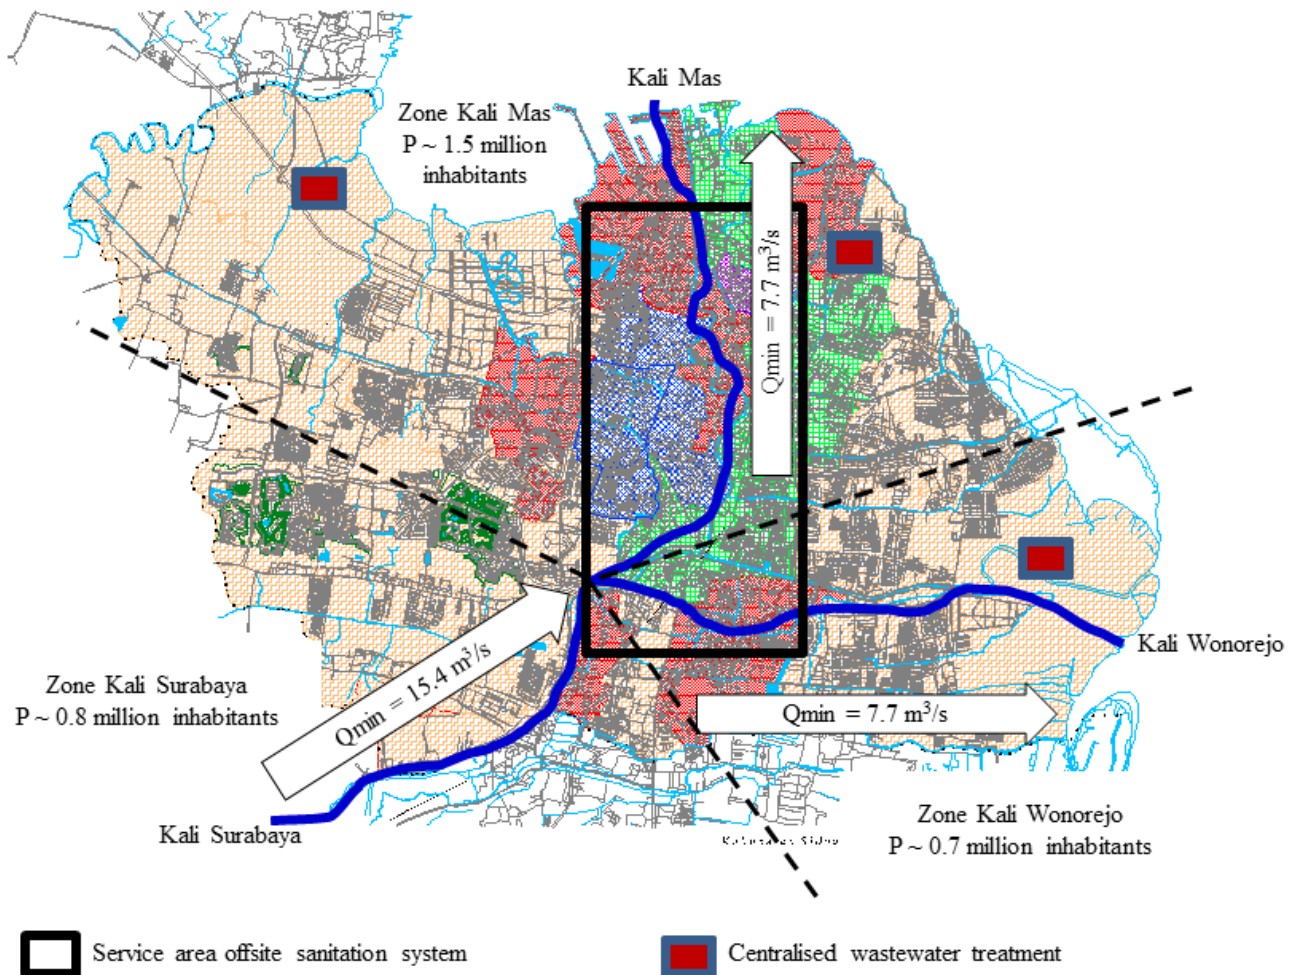 Kali Mas
Zone Kali Mas
P ~ 1.5 million
inhabitants
Qmin = 7.7 m³/s
Kali Wonorejo
Zone Kali Surabaya
P ~ 0.8 million inhabitants
Qmin = 15.4 m³/s
Qmin = 7.7 m³/s
Kali Surabaya
Zone Kali Wonorejo
P ~ 0.7 million inhabitants
Service area offsite sanitation system
Centralised wastewater treatment